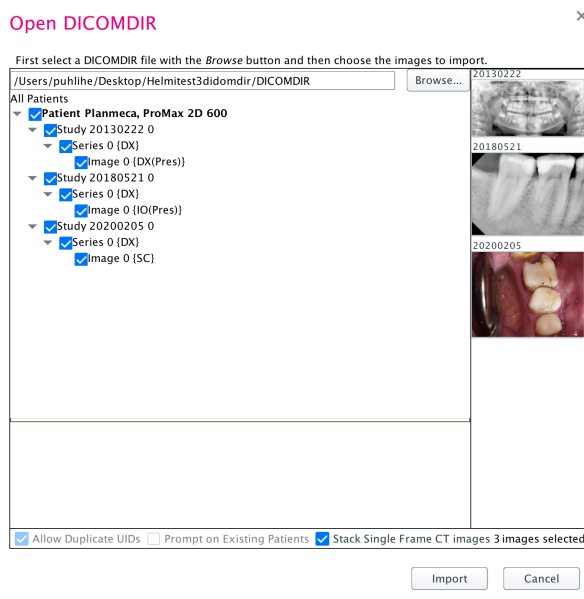 Open DICOMDIR
First select a DICOMDIR file with the Browse button and then choose the images to import.
/Users/puhlihe/Desktop/Helmitest3didomdir/DICOMDIR
Browse...
All Patients
Patient Planmeca, ProMax 2D 600
Study 20130222 0
Series 0 {DX}
Image 0 {DX(Pres)}
Study 20180521 0
Series 0 {DX}
Image 0 {IO(Pres)}
Study 20200205 0
Series 0 {DX}
Image 0 {SC}
20130222
20180521
20200205
Allow Duplicate UIDs Prompt on Existing Patients Stack Single Frame CT images 3 images selected
Import Cancel